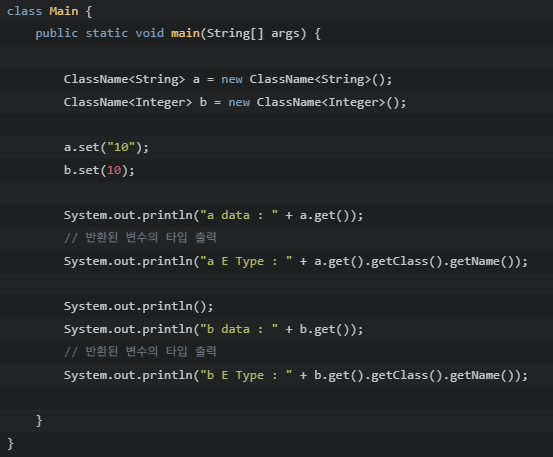 class Main {
    public static void main(String[] args) {
        ClassName<String> a = new ClassName<String>();
        ClassName<Integer> b = new ClassName<Integer>();
        a.set("10");
        b.set(10);
        System.out.println("a data : " + a.get());
        // 반환된 변수의 타입 출력
        System.out.println("a E Type : " + a.get().getClass().getName());
        System.out.println();
        System.out.println("b data : " + b.get());
        // 반환된 변수의 타입 출력
        System.out.println("b E Type : " + b.get().getClass().getName());
    }
}